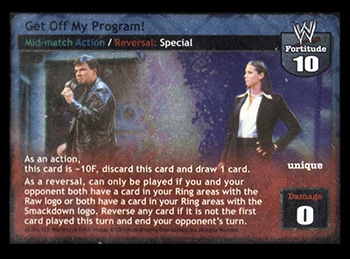 Get Off My Program!
Mid-match Action / Reversal: Special
W
Fortitude
10
As an action,
this card is -10F, discard this card and draw 1 card.
unique
As a reversal, can only be played if you and your
opponent both have a card in your Ring areas with the
Raw logo or both have a card in your Ring areas with the
Smackdown logo. Reverse any card if it is not the first
card played this turn and end your opponent's turn.
Damage
0